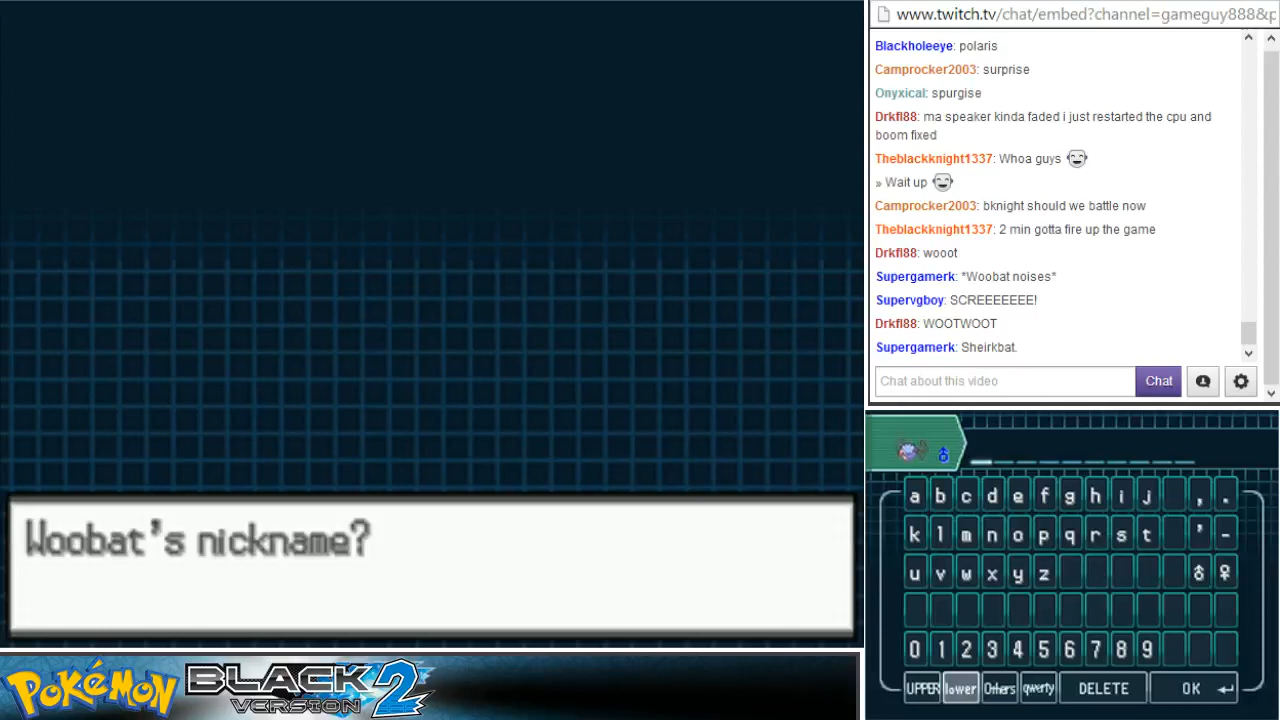 www.twitch.tv/chat/embed?channel=gameguy888&p
Blackholeeye: polaris
Camprocker2003: surprise
Onyxical: spurgise
Drkfl88: ma speaker kinda faded i just restarted the cpu and
boom fixed
Theblackknight1337: Whoa guys
» Wait up
Camprocker2003: bknight should we battle now
Theblackknight1337: 2 min gotta fire up the game
Drkfl88: wooot
Supergamerk: *Woobat noises*
Supervgboy: SCREEEEEEE!
Drkfl88: WOOTWOOT
Supergamerk: Sheirkbat.
Chat about this video
Chat
a b c d e f g h i j , .
k l m n o p q r s t ' -
u v w x y z ♂ ♀
0 1 2 3 4 5 6 7 8 9
UPPER lower Others qwerty DELETE OK
Woobat's nickname?
POKéMON
BLACK 2
VERSION